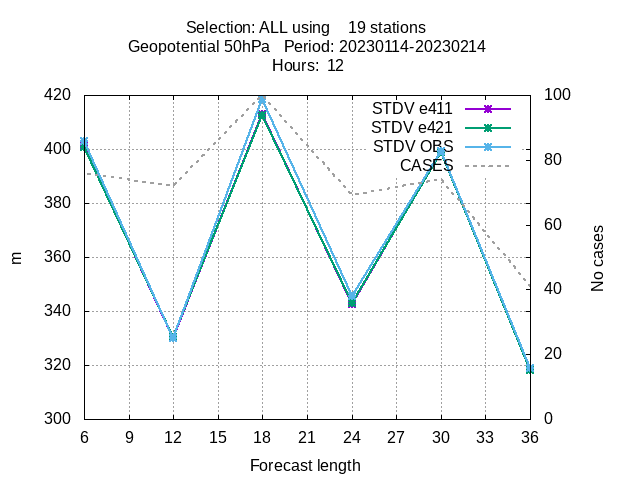 Selection: ALL using    19 stations
Geopotential 50hPa   Period: 20230114-20230214
Hours:  12
420
400
380
360
340
320
300
m
100
80
60
40
20
0
No cases
STDV e411
STDV e421
STDV OBS
CASES
6 9 12 15 18 21 24 27 30 33 36
Forecast length